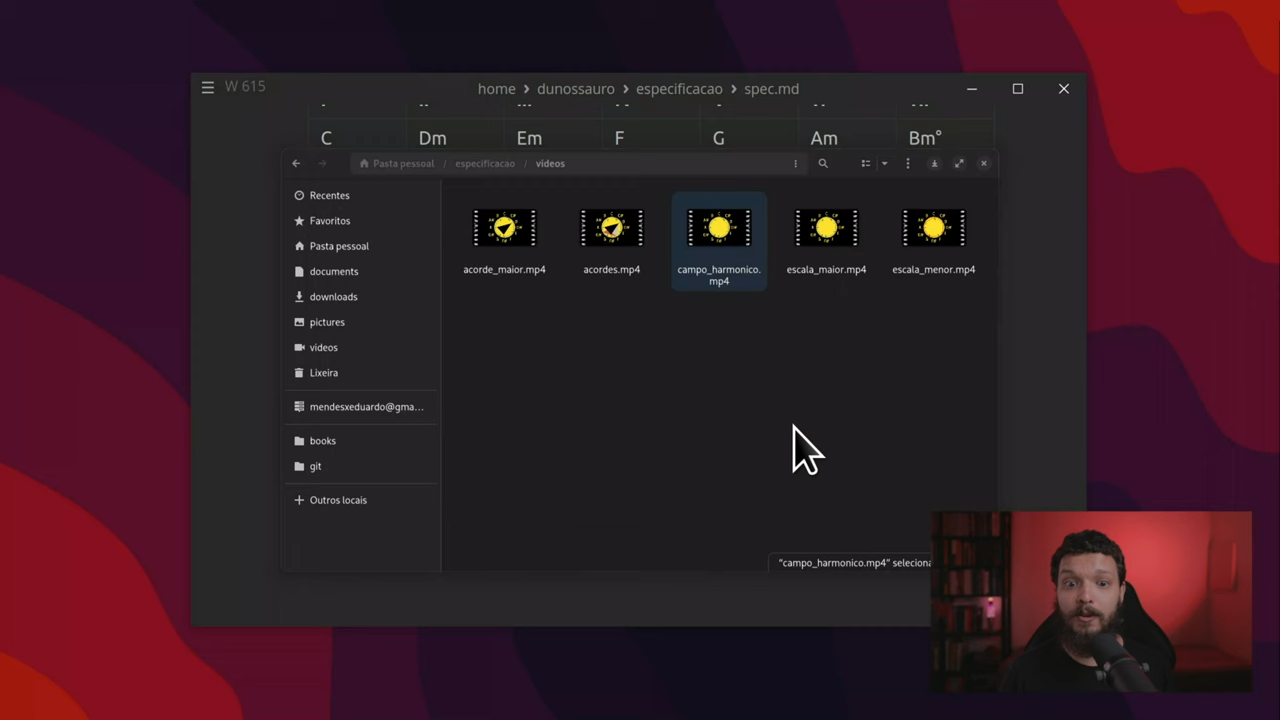 W 615
home › dunossauro › especificacao › spec.md
C Dm Em F G Am Bm°
Pasta pessoal / especificacao / videos
Recentes
Favoritos
Pasta pessoal
documents
downloads
pictures
videos
Lixeira
mendesxeduardo@gma...
books
git
Outros locais
acorde_maior.mp4
acordes.mp4
campo_harmonico.
mp4
escala_maior.mp4
escala_menor.mp4
"campo_harmonico.mp4" seleciona